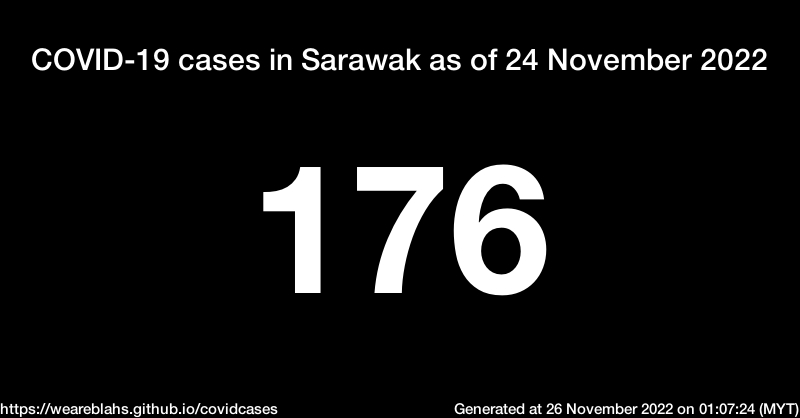 COVID-19 cases in Sarawak as of 24 November 2022
176
https://weareblahs.github.io/covidcases
Generated at 26 November 2022 on 01:07:24 (MYT)